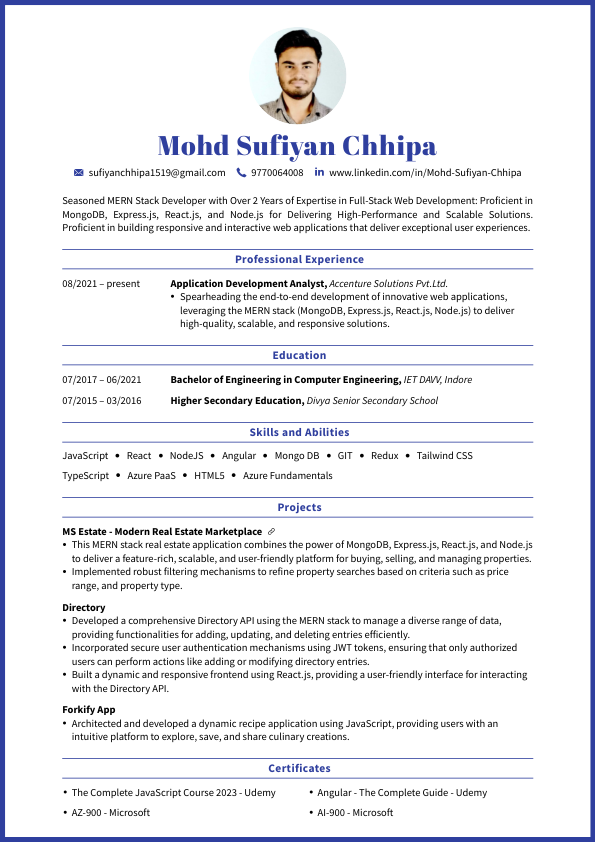 Mohd Sufiyan Chhipa
sufiyanchhipa1519@gmail.com 9770064008 in www.linkedin.com/in/Mohd-Sufiyan-Chhipa
Seasoned MERN Stack Developer with Over 2 Years of Expertise in Full-Stack Web Development: Proficient in
MongoDB, Express.js, React.js, and Node.js for Delivering High-Performance and Scalable Solutions.
Proficient in building responsive and interactive web applications that deliver exceptional user experiences.
Professional Experience
08/2021 – present Application Development Analyst, Accenture Solutions Pvt.Ltd.
• Spearheading the end-to-end development of innovative web applications,
leveraging the MERN stack (MongoDB, Express.js, React.js, Node.js) to deliver
high-quality, scalable, and responsive solutions.
Education
07/2017 – 06/2021 Bachelor of Engineering in Computer Engineering, IET DAVV, Indore
07/2015 – 03/2016 Higher Secondary Education, Divya Senior Secondary School
Skills and Abilities
JavaScript • React • NodeJS • Angular • Mongo DB • GIT • Redux • Tailwind CSS
TypeScript • Azure PaaS • HTML5 • Azure Fundamentals
Projects
MS Estate - Modern Real Estate Marketplace
• This MERN stack real estate application combines the power of MongoDB, Express.js, React.js, and Node.js
to deliver a feature-rich, scalable, and user-friendly platform for buying, selling, and managing properties.
• Implemented robust filtering mechanisms to refine property searches based on criteria such as price
range, and property type.
Directory
• Developed a comprehensive Directory API using the MERN stack to manage a diverse range of data,
providing functionalities for adding, updating, and deleting entries efficiently.
• Incorporated secure user authentication mechanisms using JWT tokens, ensuring that only authorized
users can perform actions like adding or modifying directory entries.
• Built a dynamic and responsive frontend using React.js, providing a user-friendly interface for interacting
with the Directory API.
Forkify App
• Architected and developed a dynamic recipe application using JavaScript, providing users with an
intuitive platform to explore, save, and share culinary creations.
Certificates
• The Complete JavaScript Course 2023 - Udemy • Angular - The Complete Guide - Udemy
• AZ-900 - Microsoft • AI-900 - Microsoft